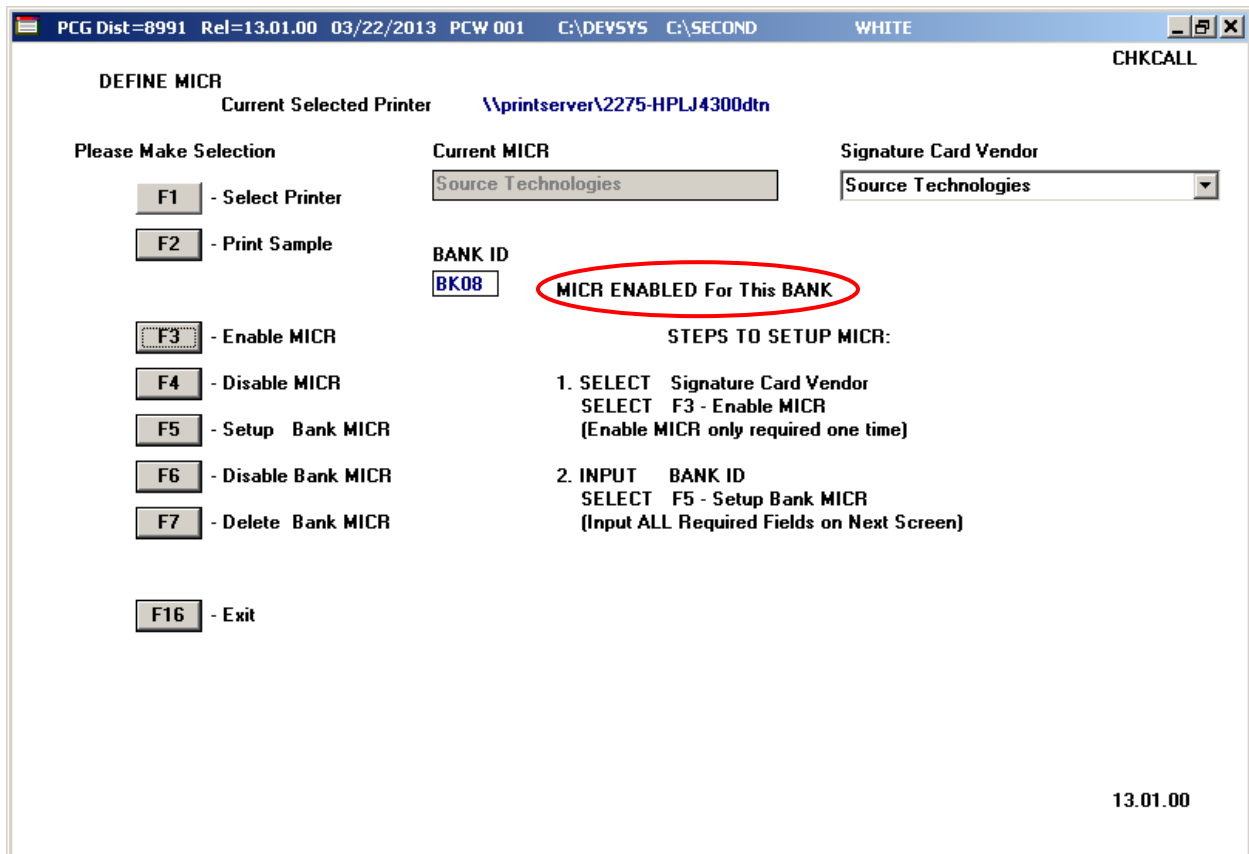 PCG Dist=8991 Rel=13.01.00 03/22/2013 PCW 001 C:\DEVSYS C:\SECOND WHITE
CHKCALL
DEFINE MICR
Current Selected Printer \\printserver\2275-HPLJ4300dtn
Please Make Selection Current MICR Signature Card Vendor
Source Technologies Source Technologies
F1 - Select Printer
F2 - Print Sample
BANK ID
BK08 MICR ENABLED For This BANK
F3 - Enable MICR STEPS TO SETUP MICR:
F4 - Disable MICR 1. SELECT Signature Card Vendor
SELECT F3 - Enable MICR
F5 - Setup Bank MICR (Enable MICR only required one time)
F6 - Disable Bank MICR 2. INPUT BANK ID
SELECT F5 - Setup Bank MICR
F7 - Delete Bank MICR (Input ALL Required Fields on Next Screen)
F16 - Exit
13.01.00